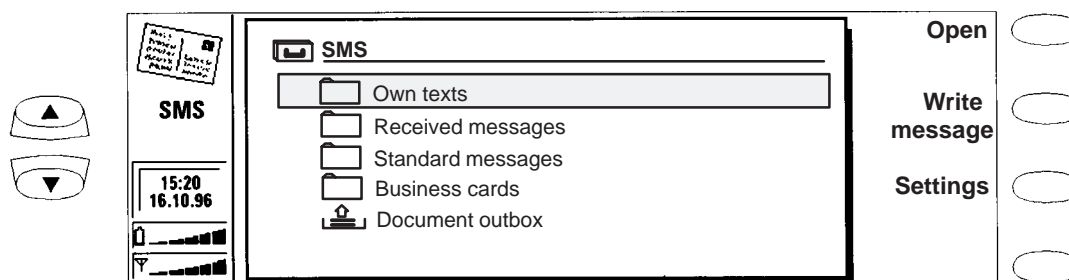 SMS
15:20
16.10.96
SMS
Own texts
Received messages
Standard messages
Business cards
Document outbox
Open
Write
message
Settings